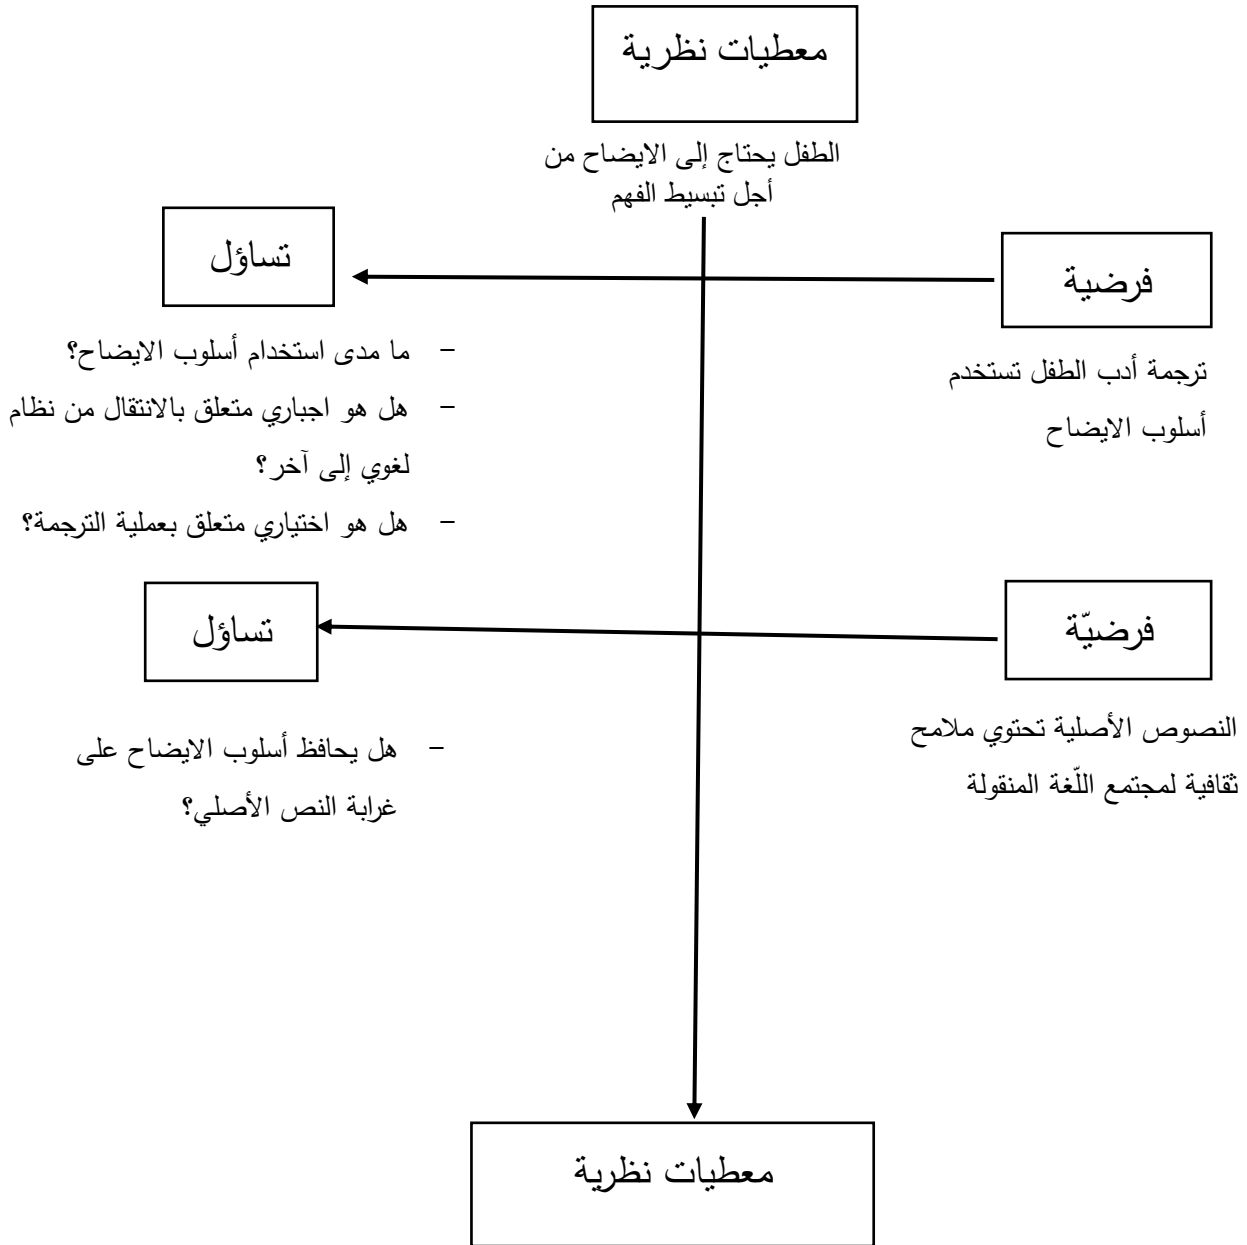 معطيات نظرية
الطفل يحتاج إلى الايضاح من
أجل تبسيط الفهم
فرضية
ترجمة أدب الطفل تستخدم
أسلوب الايضاح
تساؤل
- ما مدى استخدام أسلوب الايضاح؟
- هل هو اجباري متعلق بالانتقال من نظام
لغوي إلى آخر؟
- هل هو اختياري متعلق بعملية الترجمة؟
فرضيّة
النصوص الأصلية تحتوي ملامح
ثقافية لمجتمع اللّغة المنقولة
تساؤل
- هل يحافظ أسلوب الايضاح على
غرابة النص الأصلي؟
معطيات نظرية